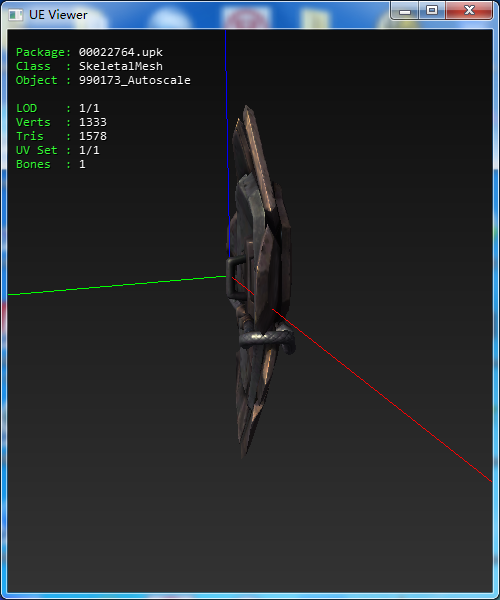 UE Viewer
Package: 00022764.upk
Class : SkeletalMesh
Object : 990173_Autoscale
LOD : 1/1
Verts : 1333
Tris : 1578
UV Set : 1/1
Bones : 1